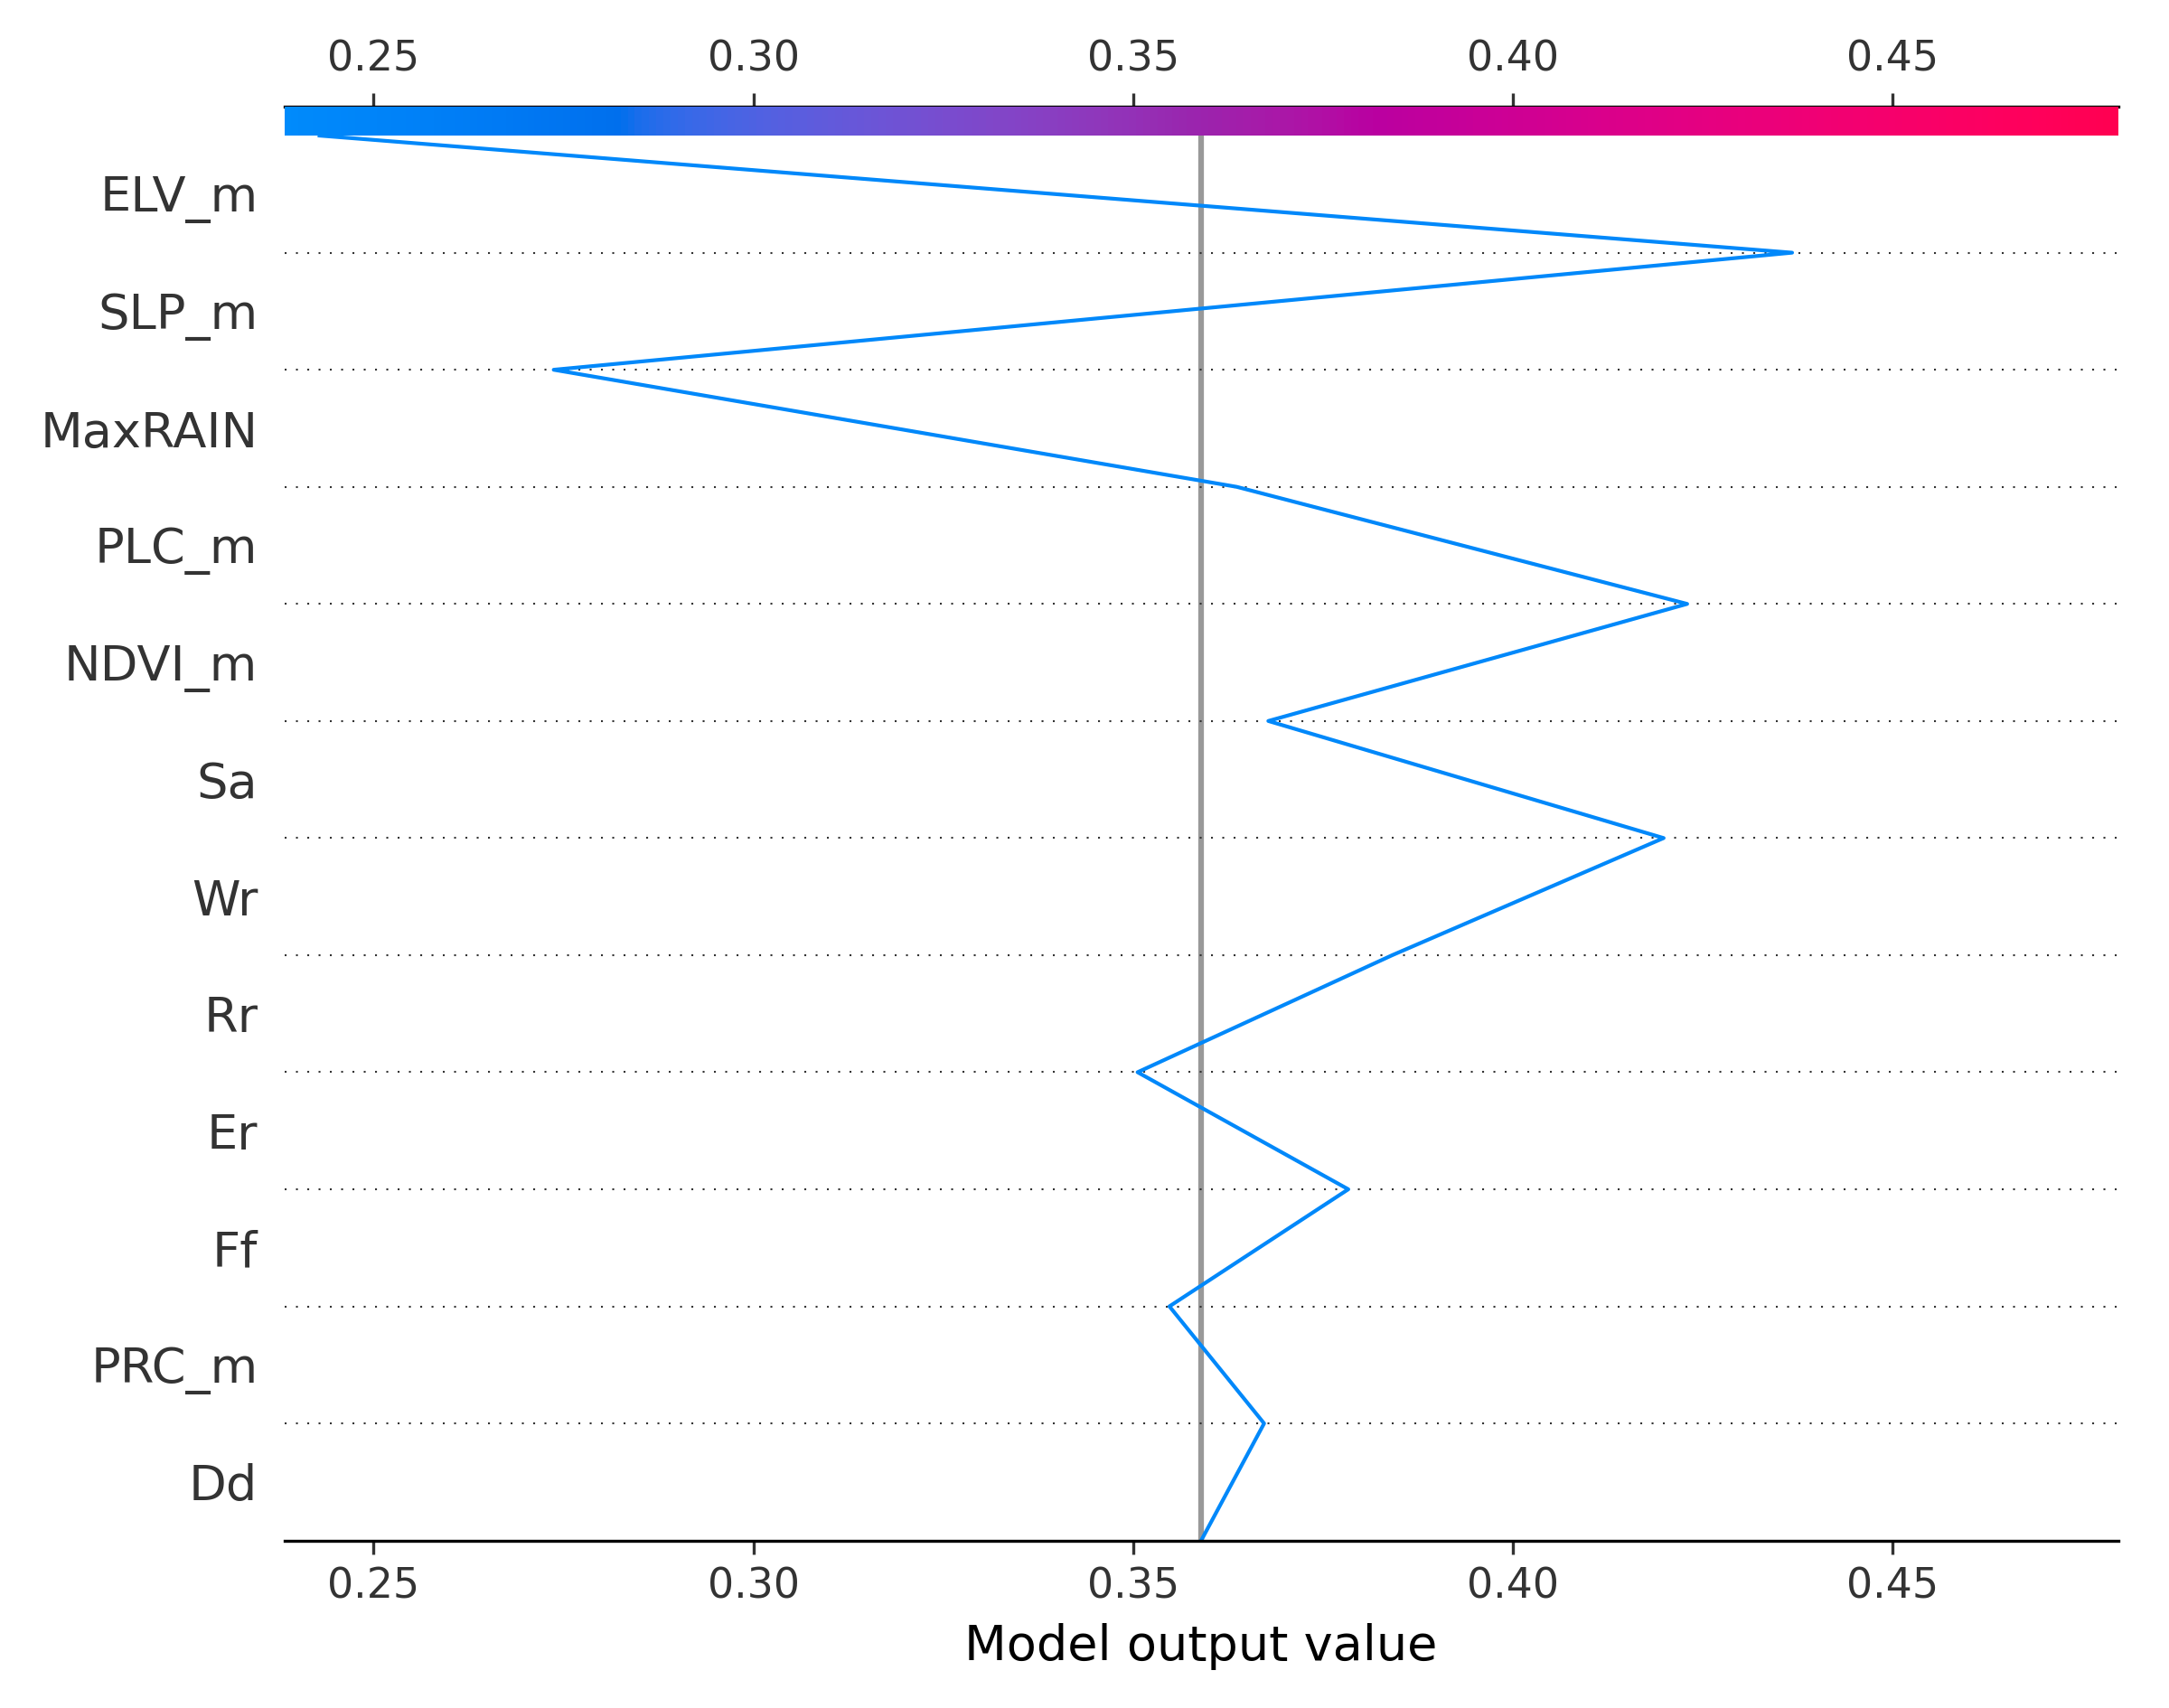 0.25 0.30 0.35 0.40 0.45
ELV_m
SLP_m
MaxRAIN
PLC_m
NDVI_m
Sa
Wr
Rr
Er
Ff
PRC_m
Dd
0.25 0.30 0.35 0.40 0.45
Model output value